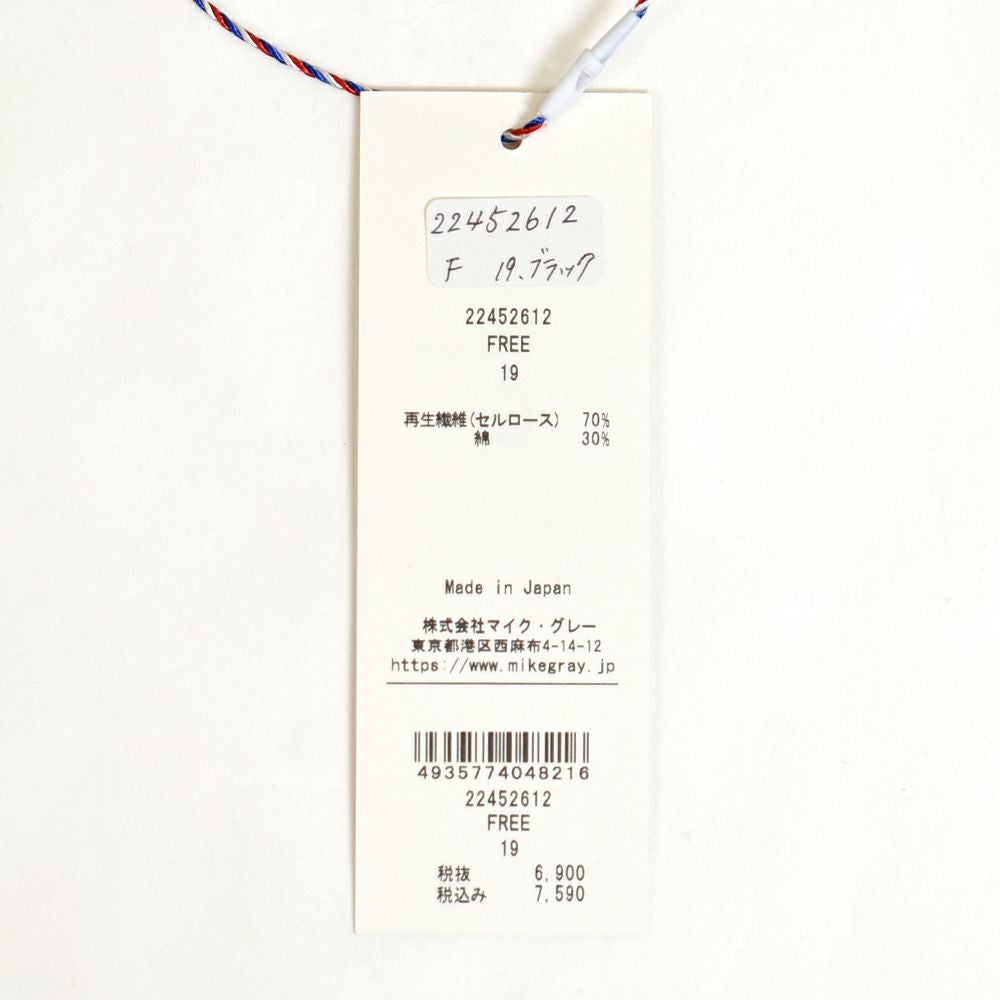 22452612
F 19.ブラック
22452612
FREE
19
再生繊維(セルロース) 70%
綿 30%
Made in Japan
株式会社マイク・グレー
東京都港区西麻布4-14-12
https://www.mikegray.jp
4935774048216
22452612
FREE
19
税抜 6,900
税込み 7,590